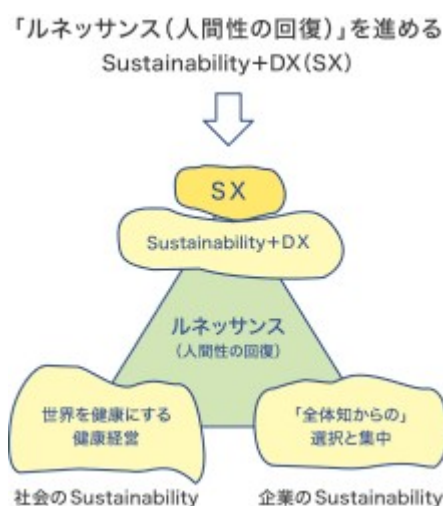 「ルネッサンス(人間性の回復)」を進める
Sustainability+DX(SX)
SX
Sustainability+DX
ルネッサンス
(人間性の回復)
世界を健康にする
健康経営
「全体知からの」
選択と集中
社会のSustainability
企業のSustainability